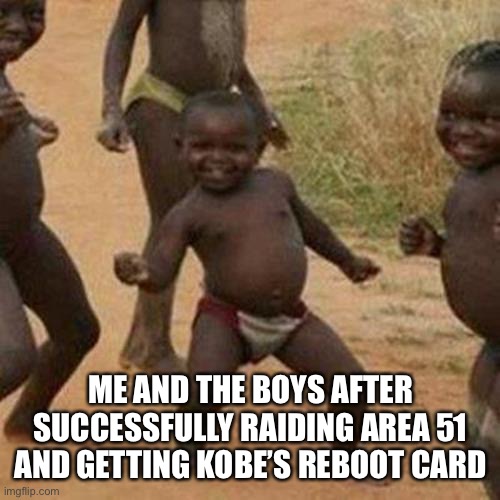 ME AND THE BOYS AFTER
SUCCESSFULLY RAIDING AREA 51
AND GETTING KOBE'S REBOOT CARD
imgflip.com